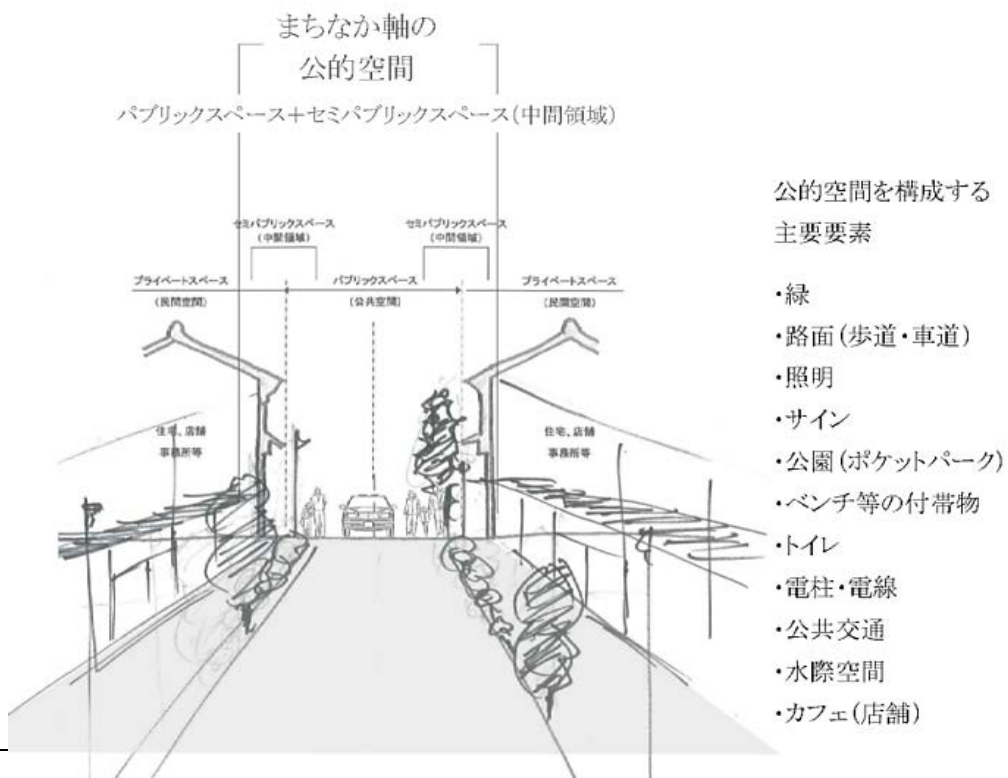 まちなか軸の
公的空間
パブリックスペース+セミパブリックスペース(中間領域)
セミパブリックスペース
(中間領域)
セミパブリックスペース
(中間領域)
プライベートスペース
(民間空間)
パブリックスペース
(公共空間)
プライベートスペース
(民間空間)
住宅、店舗
事務所等
住宅、店舗
事務所等
公的空間を構成する
主要要素
・緑
・路面(歩道・車道)
・照明
・サイン
・公園(ポケットパーク)
・ベンチ等の付帯物
・トイレ
・電柱・電線
・公共交通
・水際空間
・カフェ(店舗)